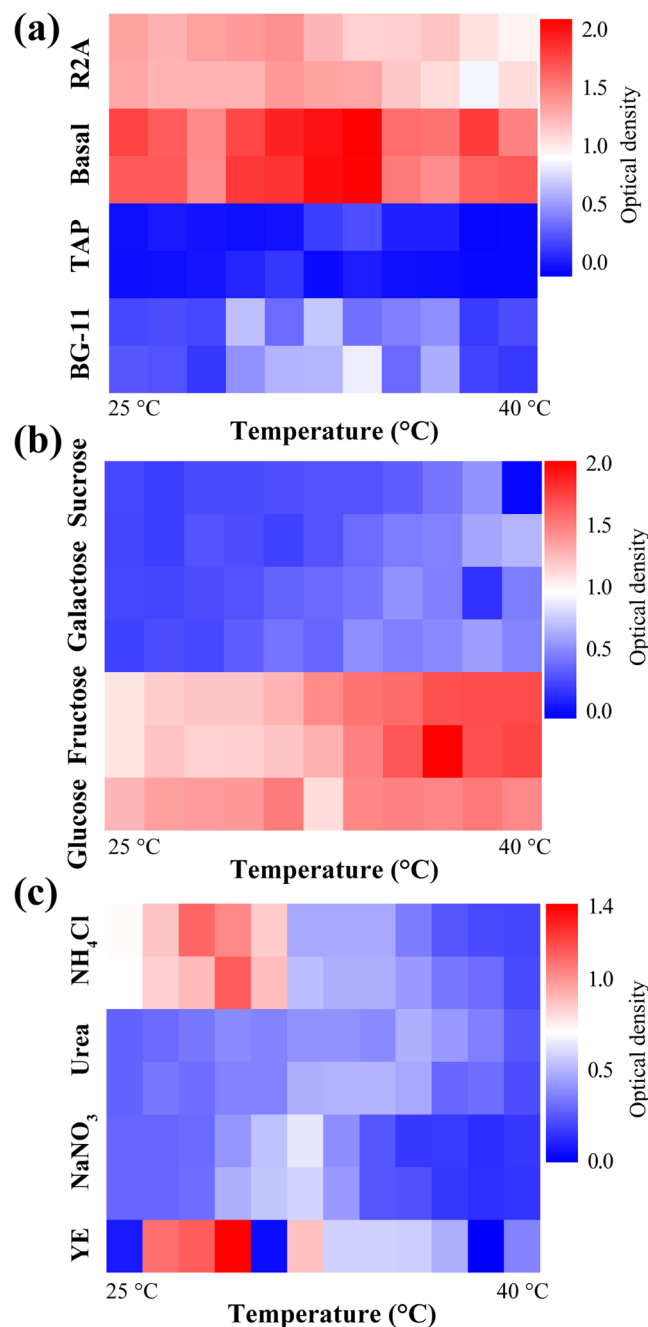 (a)
R2A
Basal
TAP
BG-11
2.0
1.5
1.0
0.5
0.0
Optical density
25 °C
40 °C
Temperature (°C)
(b)
Sucrose
Galactose
Fructose
Glucose
2.0
1.5
1.0
0.5
0.0
Optical density
25 °C
40 °C
Temperature (°C)
(c)
NH₄Cl
Urea
NaNO₃
YE
1.4
1.0
0.5
0.0
Optical density
25 °C
40 °C
Temperature (°C)